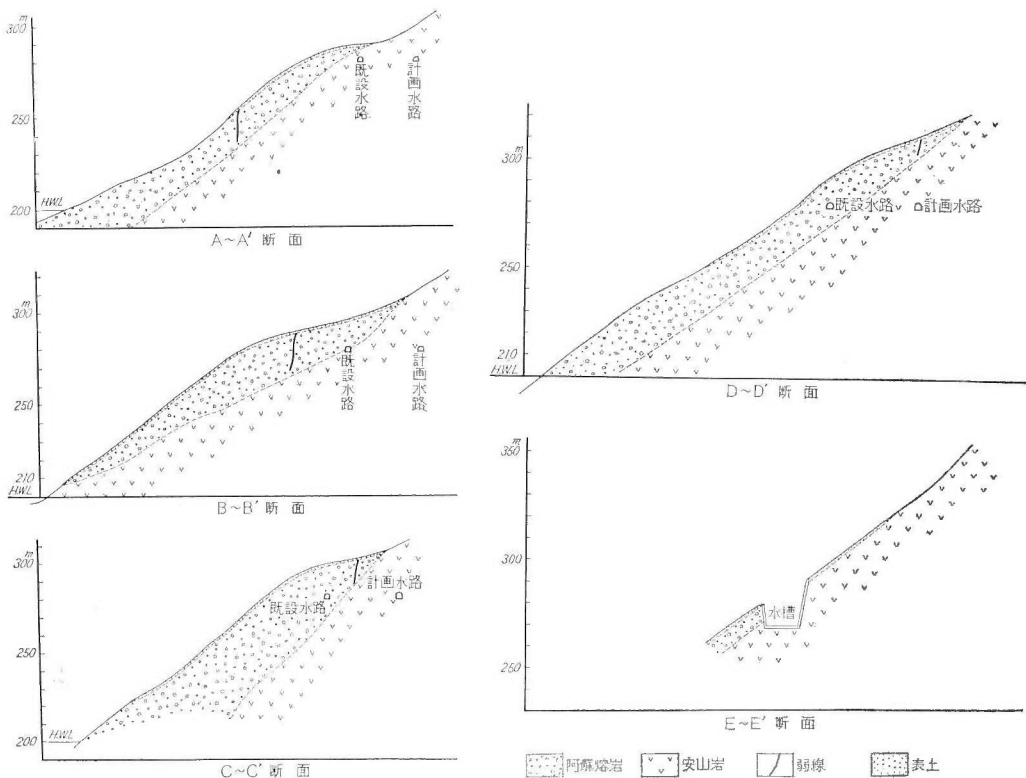 m
300
250
200
HWL
既設水路
計画水路
A~A′断面
m
300
250
210
HWL
既設水路
計画水路
B~B′断面
m
300
250
200
HWL
既設水路
計画水路
C~C′断面
m
300
250
210
HWL
既設水路
計画水路
D~D′断面
m
350
300
250
水槽
E~E′断面
阿蘇熔岩
安山岩
弱線
表土